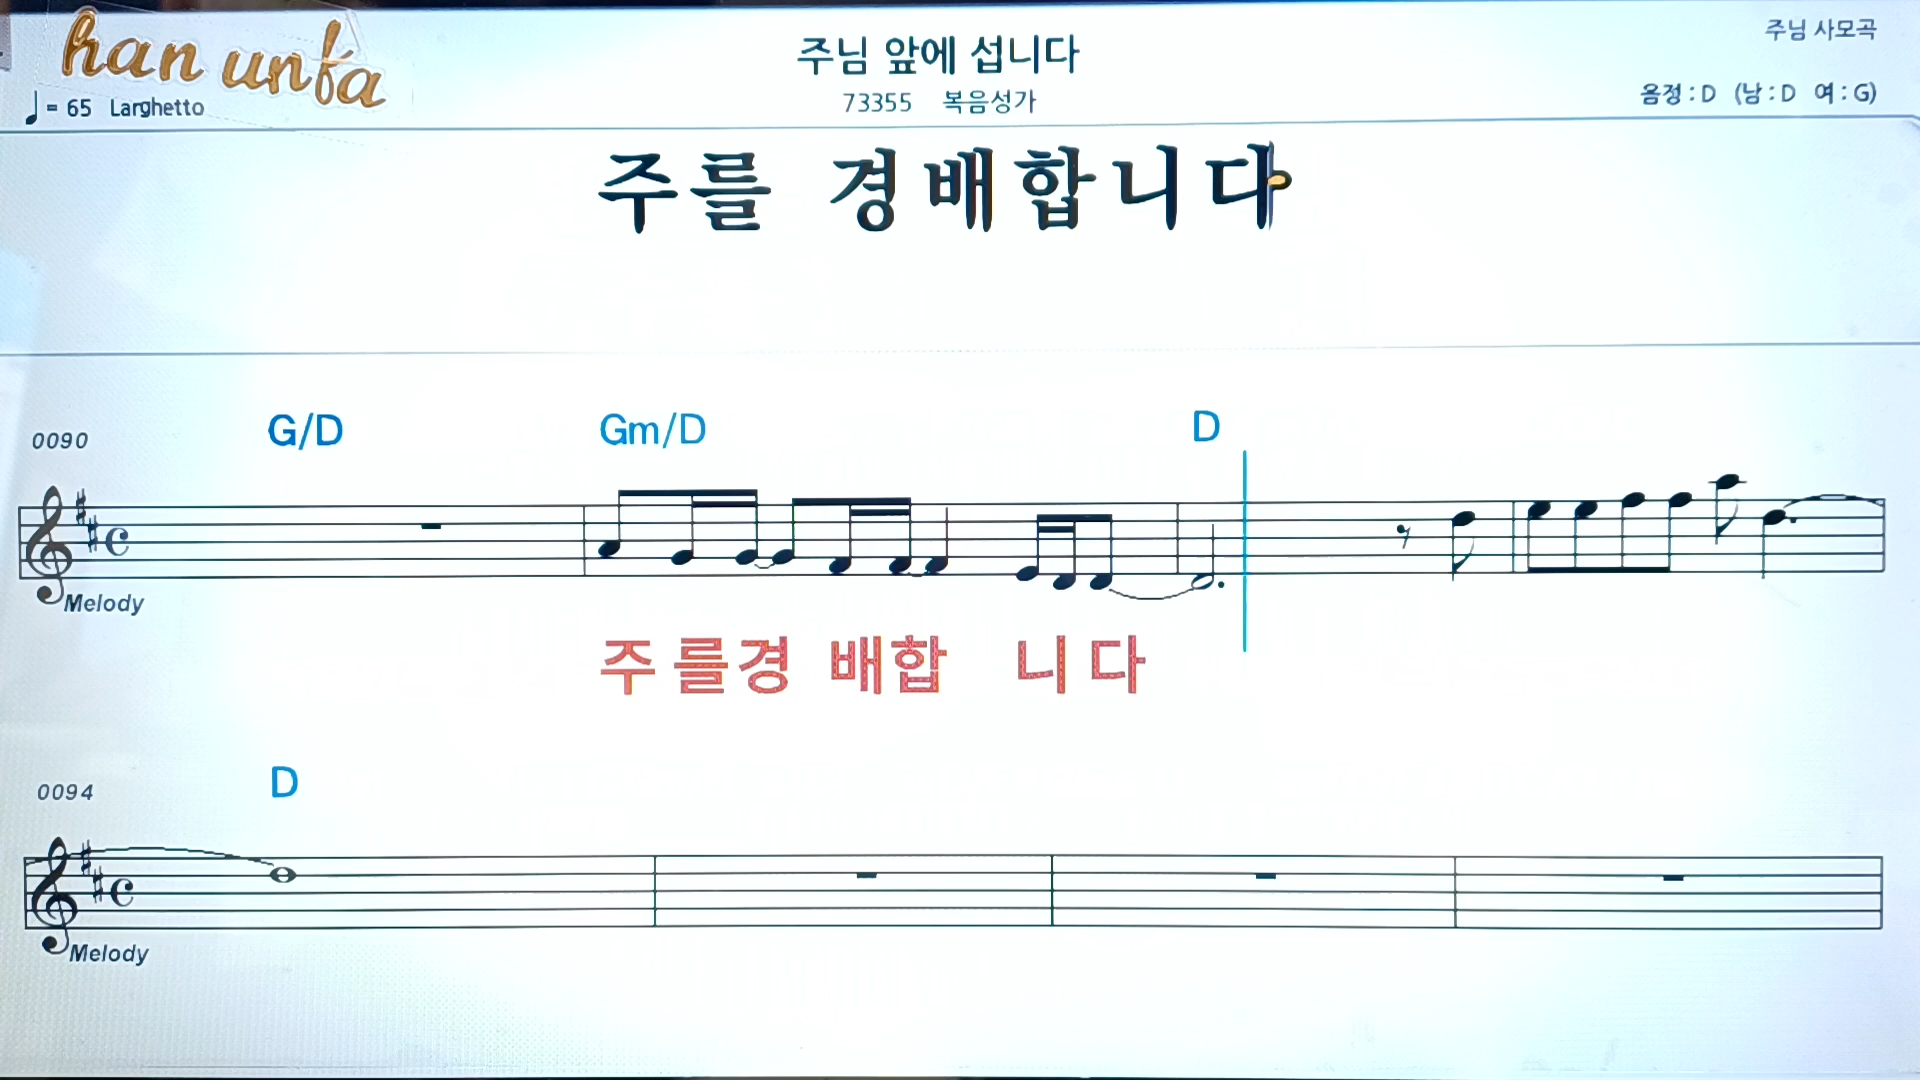 han unfa
주님 앞에 섭니다
주님 사모곡
♩= 65 Larghetto
73355 복음성가
음정 : D (남 : D 여 : G)
주를 경배합니다
0090 G/D Gm/D D
Melody
주를경 배합 니다
0094 D
Melody